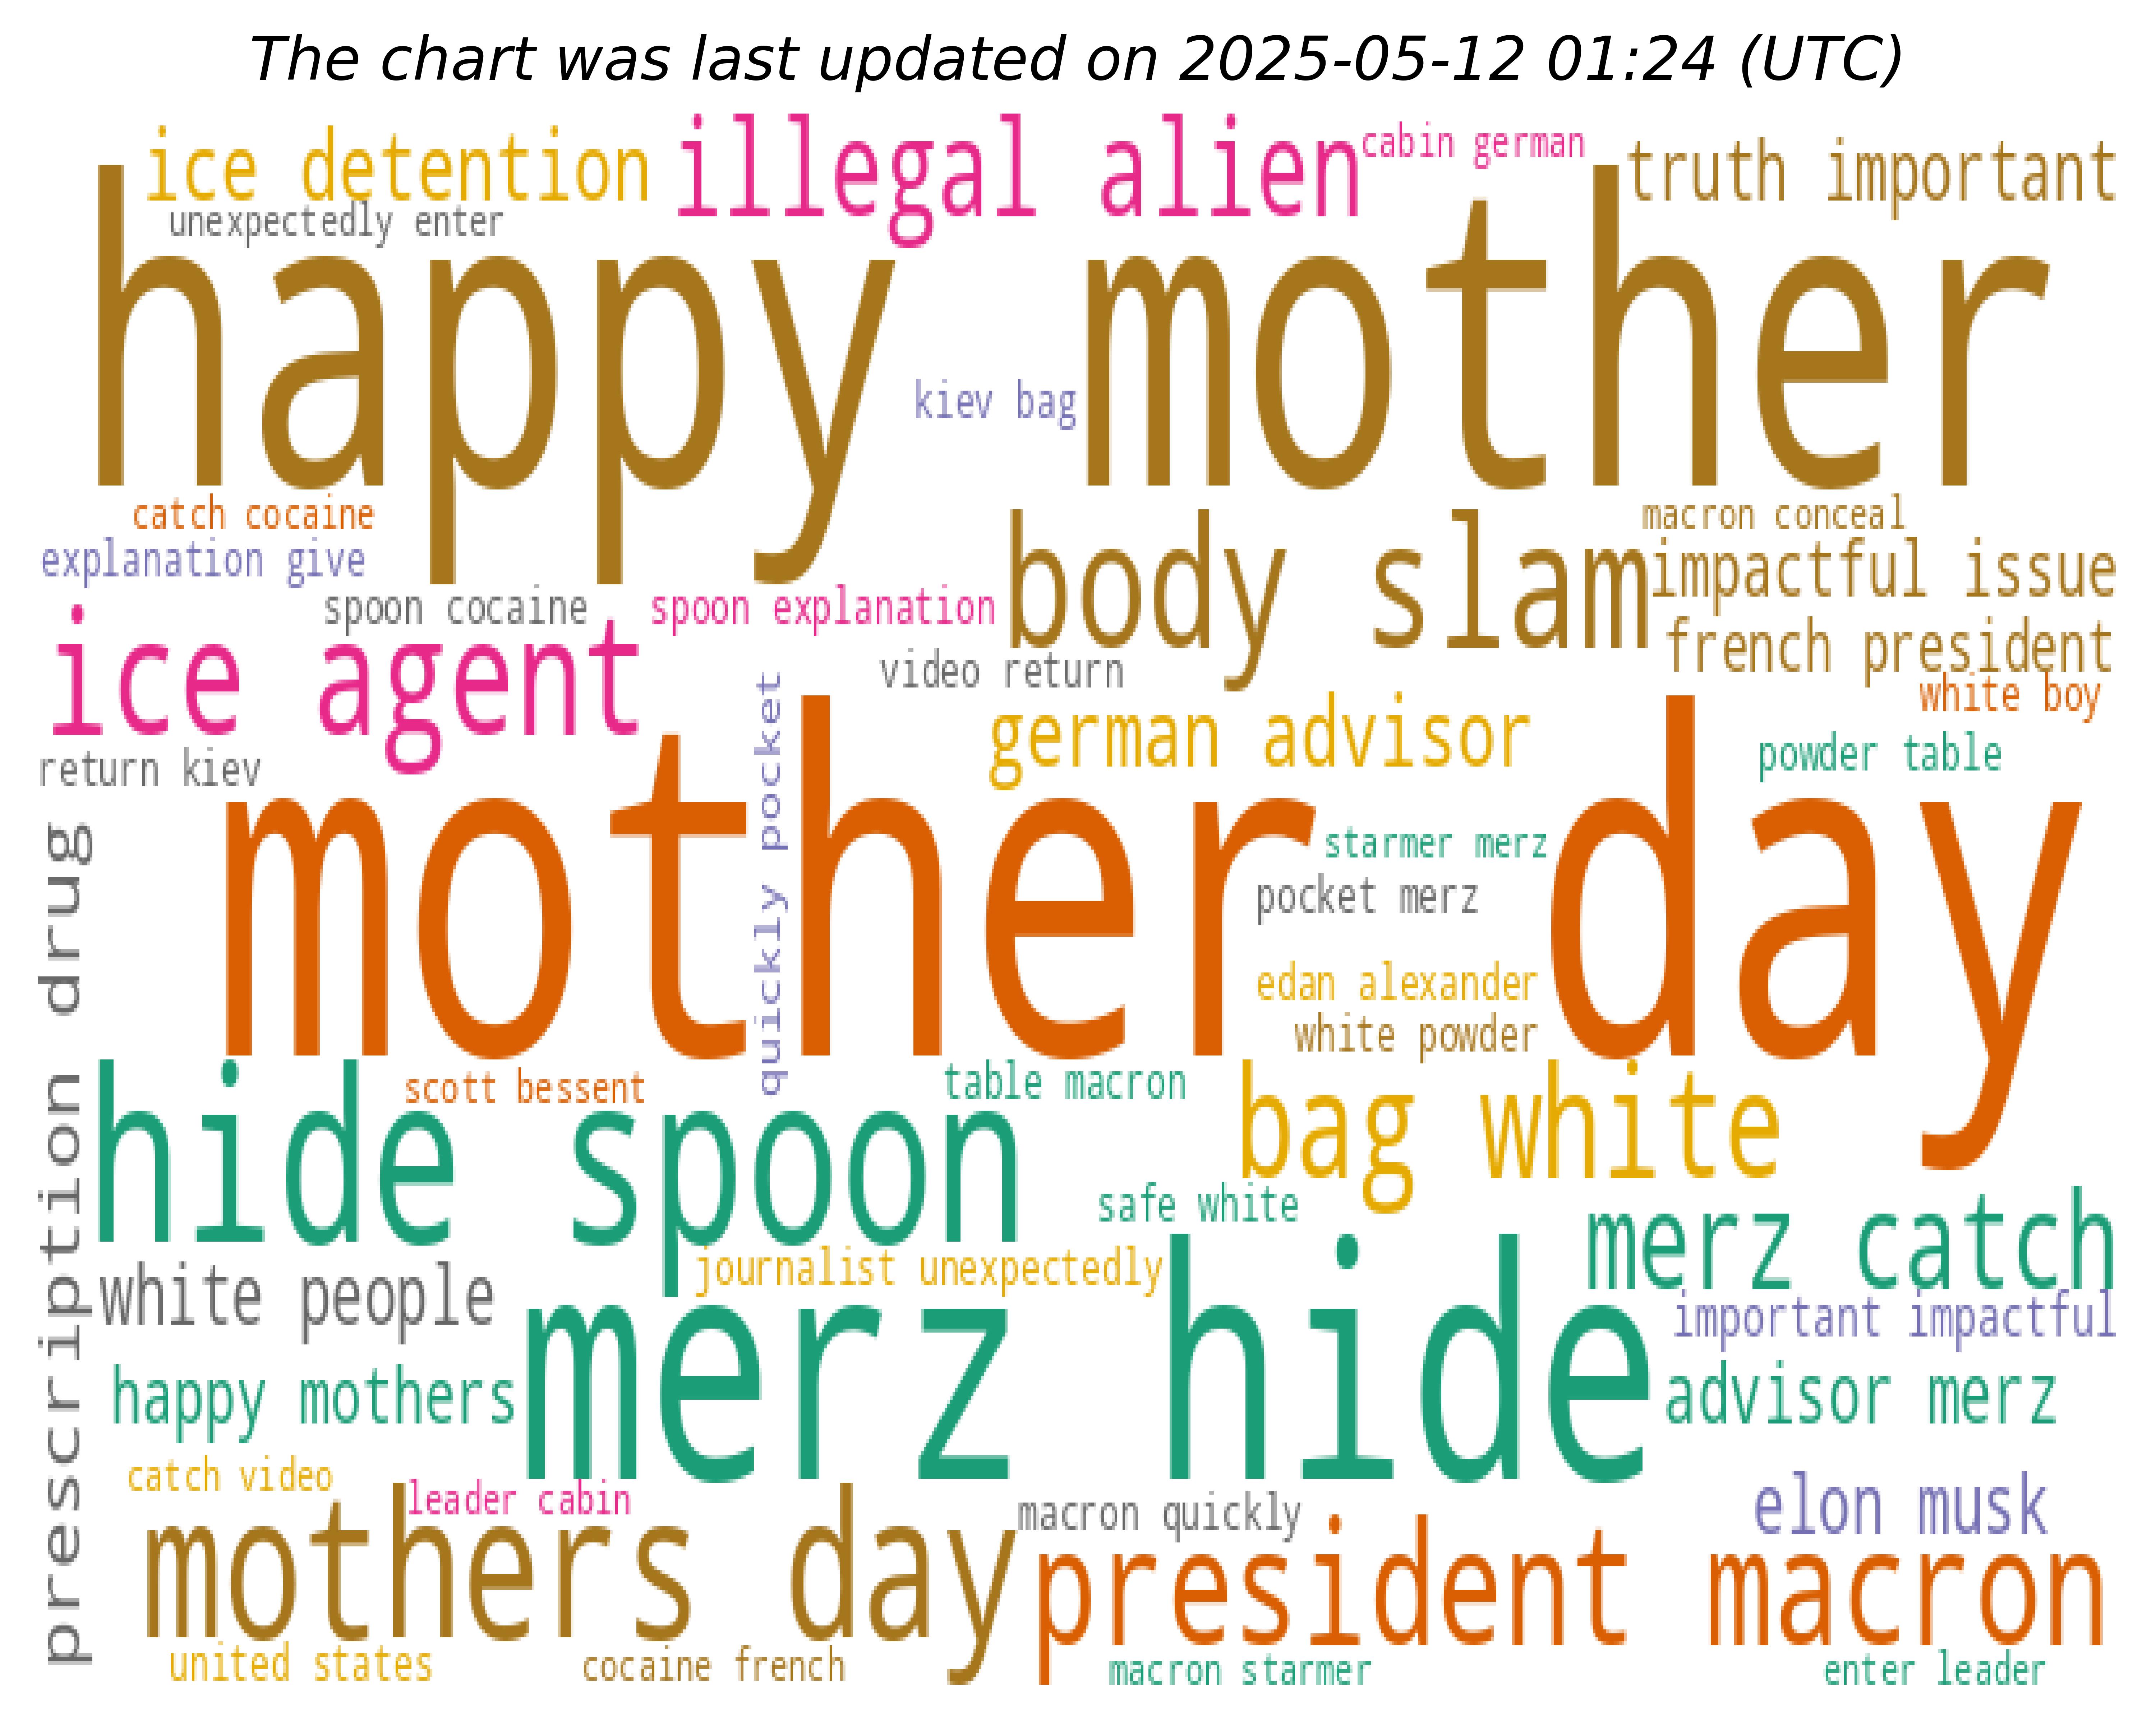 The chart was last updated on 2025-05-12 01:24 (UTC)
ice detention
illegal alien
cabin german
truth important
unexpectedly enter
happy mother
kiev bag
catch cocaine
macron conceal
explanation give
body slam
impactful issue
spoon cocaine
spoon explanation
french president
ice agent
video return
white boy
quickly pocket
german advisor
powder table
return kiev
mother day
starmer merz
pocket merz
edan alexander
white powder
prescription drug
scott bessent
table macron
hide spoon
bag white
safe white
merz catch
journalist unexpectedly
white people
merz hide
important impactful
happy mothers
advisor merz
catch video
leader cabin
macron quickly
elon musk
mothers day
president macron
united states
cocaine french
macron starmer
enter leader